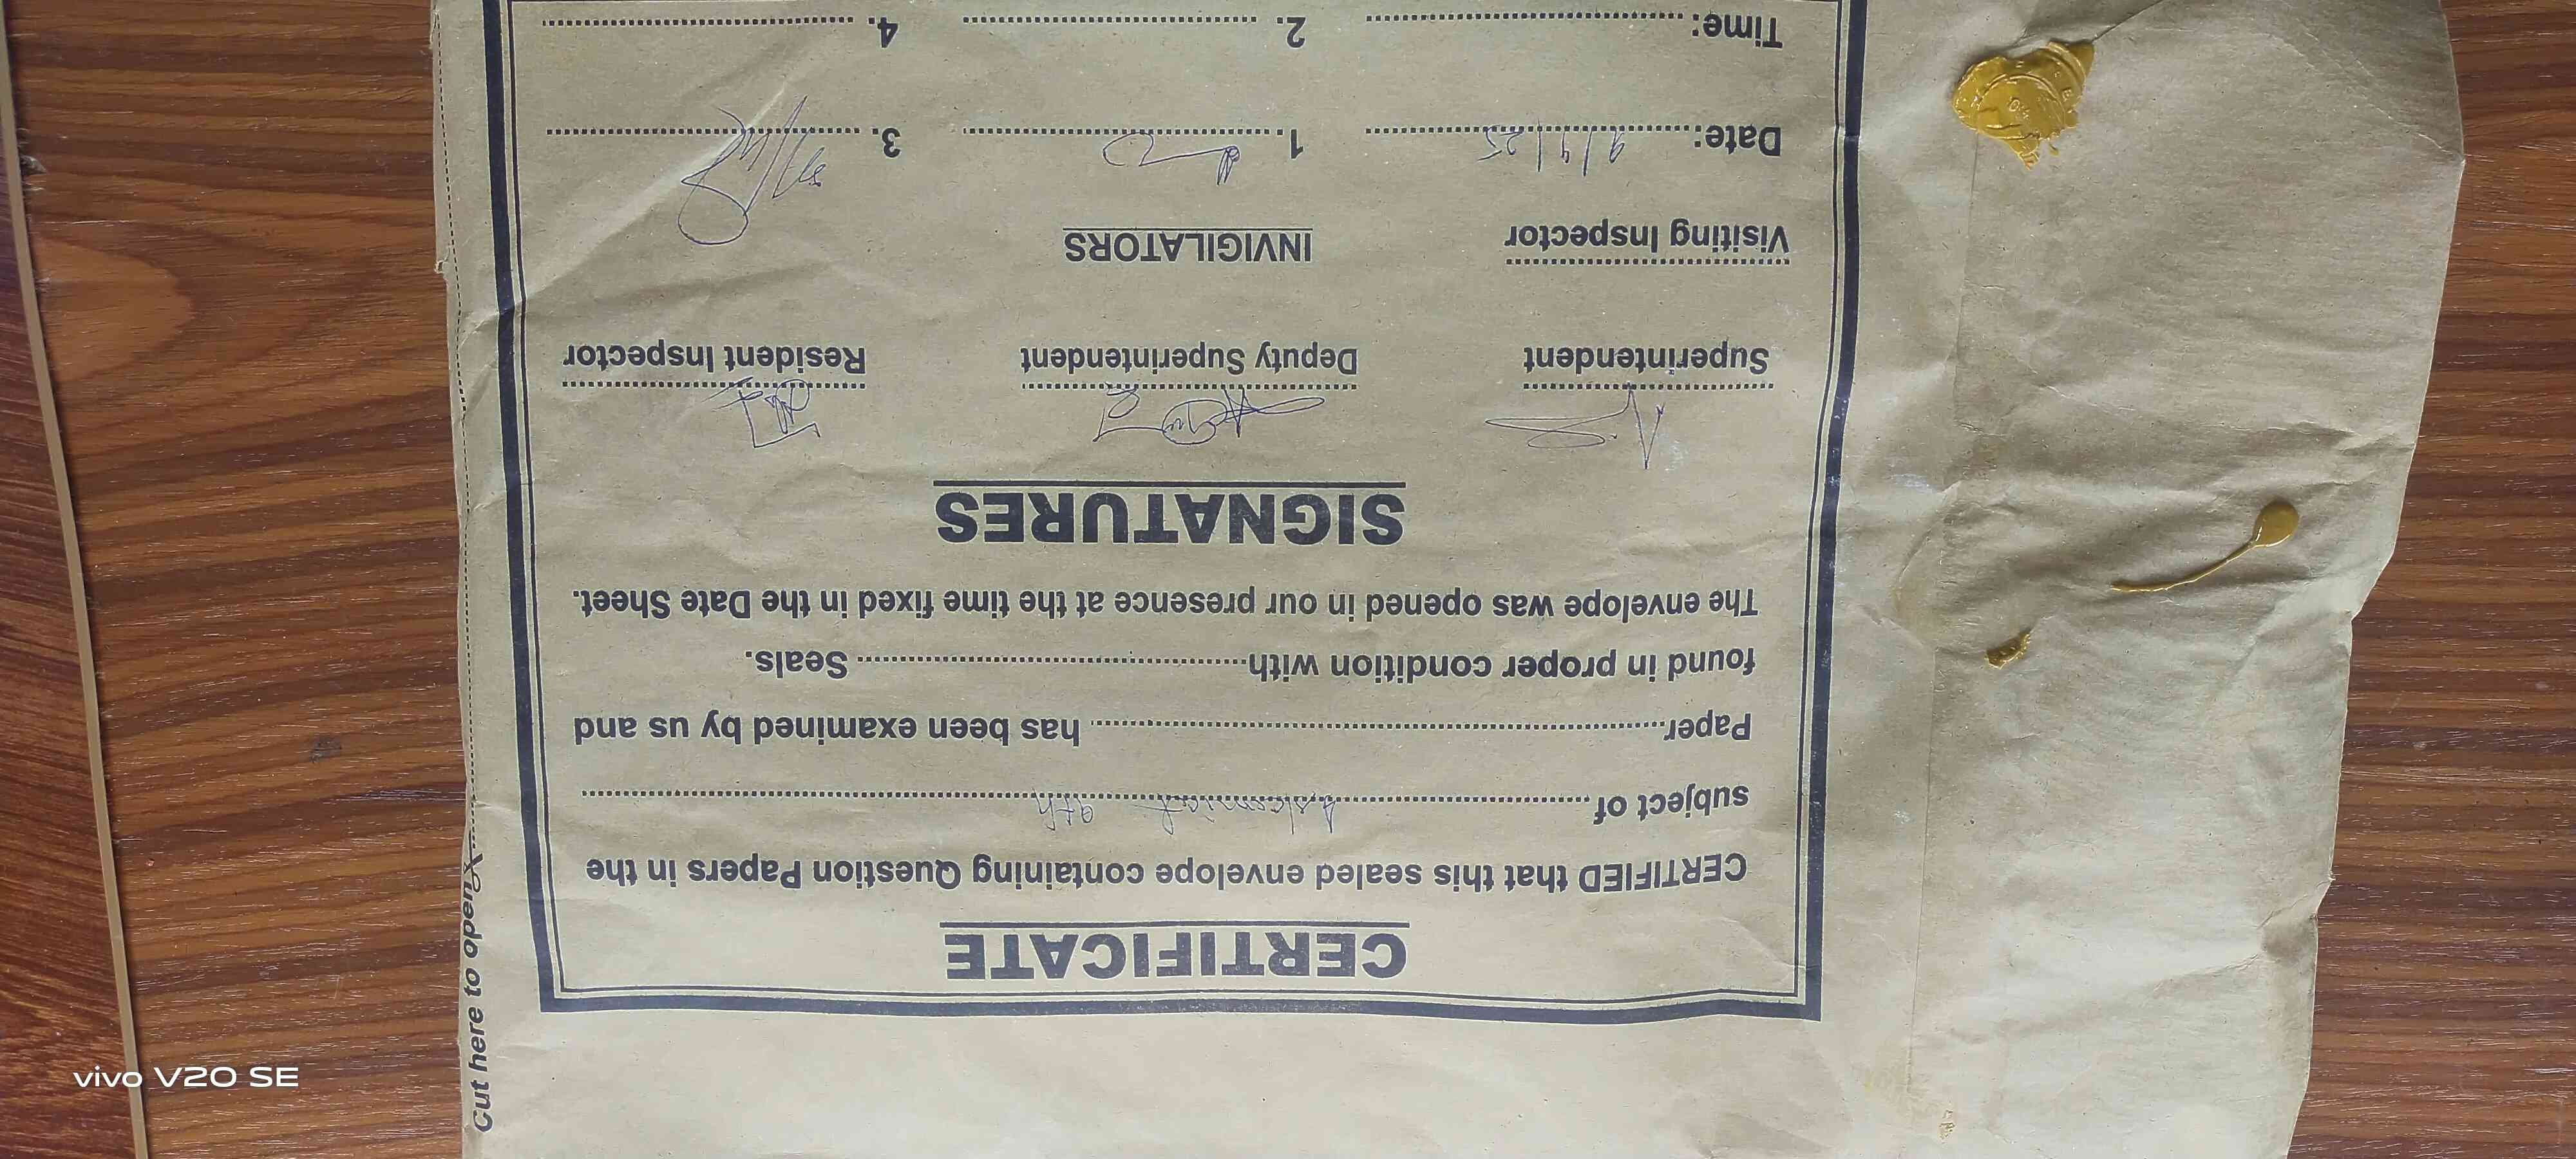 CERTIFICATE
CERTIFIED that this sealed envelope containing Question Papers in the
subject of Islamiat 9th
Paper has been examined by us and
found in proper condition with Seals.
The envelope was opened in our presence at the time fixed in the Date Sheet.
SIGNATURES
Superintendent Deputy Superintendent Resident Inspector
Visiting Inspector INVIGILATORS
Date: 9/4/25 1. 3.
Time: 2. 4.
Cut here to open
vivo V20 SE